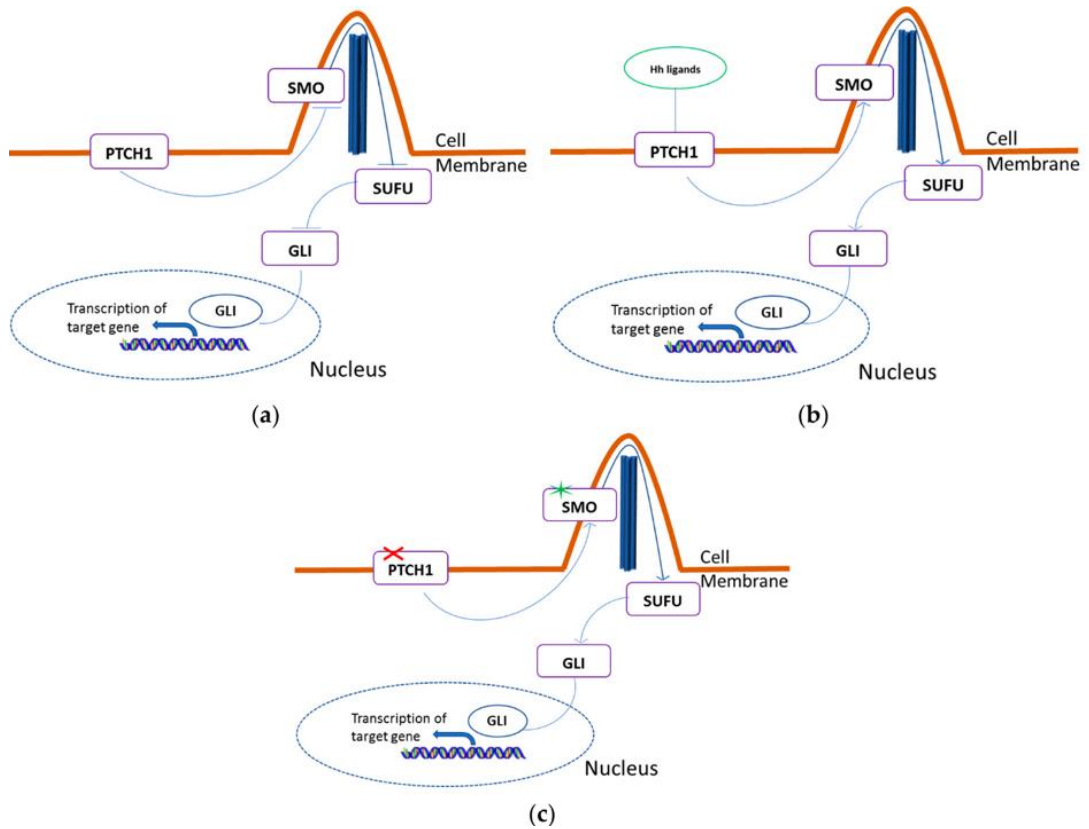 SMO
PTCH1
Cell
Membrane
SUFU
GLI
Transcription of
target gene
GLI
Nucleus
(a)
Hh ligands
SMO
PTCH1
Cell
Membrane
SUFU
GLI
Transcription of
target gene
GLI
Nucleus
(b)
SMO
PTCH1
Cell
Membrane
SUFU
GLI
Transcription of
target gene
GLI
Nucleus
(c)